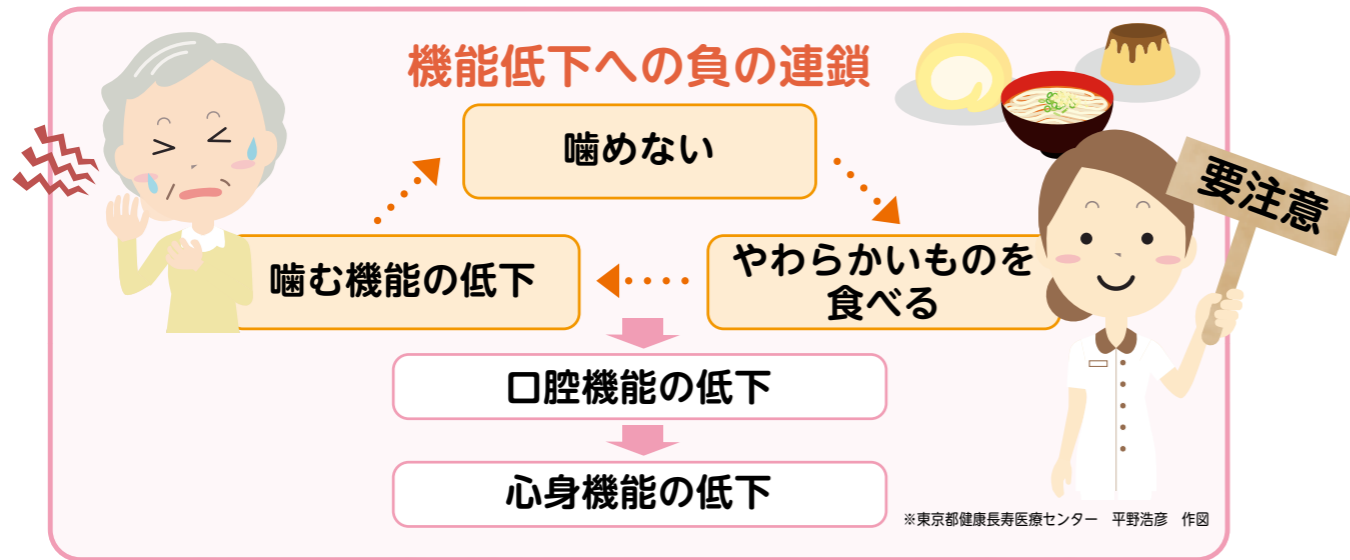 機能低下への負の連鎖
噛めない
要注意
やわらかいものを
食べる
噛む機能の低下
口腔機能の低下
心身機能の低下
※東京都健康長寿医療センター　平野浩彦　作図